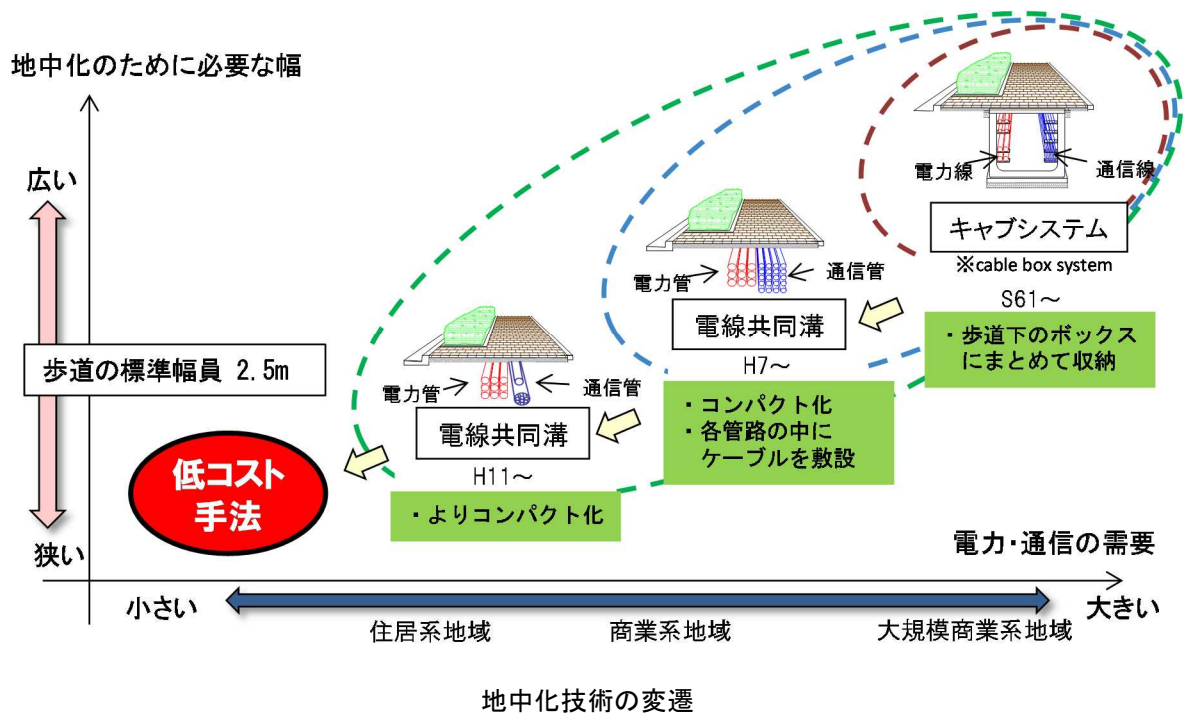 地中化のために必要な幅
広い
電力線
通信線
キャブシステム
※cable box system
S61～
・歩道下のボックス
にまとめて収納
電力管
通信管
電線共同溝
H7～
・コンパクト化
・各管路の中に
ケーブルを敷設
歩道の標準幅員 2.5m
電力管
通信管
電線共同溝
H11～
・よりコンパクト化
低コスト
手法
狭い
電力・通信の需要
小さい
大きい
住居系地域
商業系地域
大規模商業系地域
地中化技術の変遷